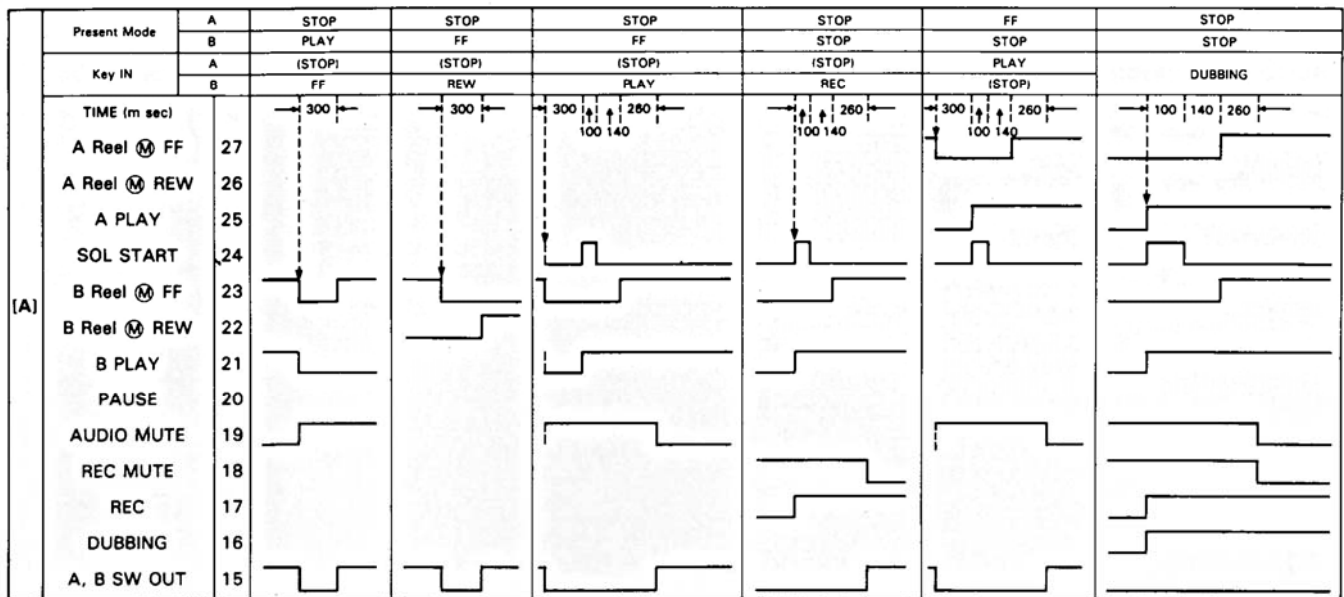 Present Mode A STOP STOP STOP STOP FF STOP
B PLAY FF FF STOP STOP STOP
Key IN A (STOP) (STOP) (STOP) (STOP) PLAY DUBBING
B FF REW PLAY REC (STOP)
TIME (m sec) 300 300 300 260 260 300 260 100 140 260
100 140 100 140 100 140
A Reel Ⓜ FF 27
A Reel Ⓜ REW 26
A PLAY 25
SOL START 24
[A] B Reel Ⓜ FF 23
B Reel Ⓜ REW 22
B PLAY 21
PAUSE 20
AUDIO MUTE 19
REC MUTE 18
REC 17
DUBBING 16
A, B SW OUT 15